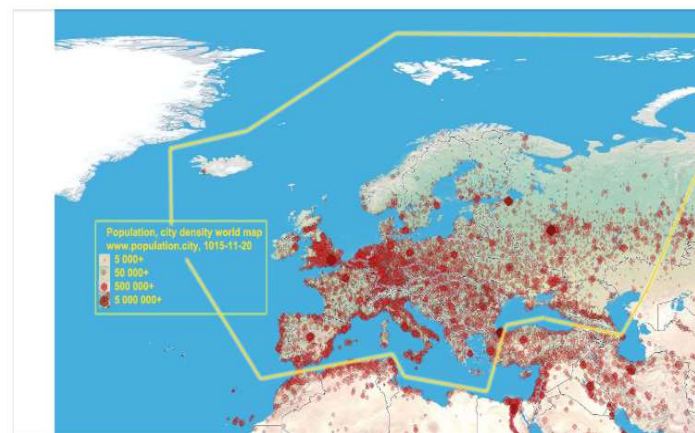 Population, city density world map
www.population.city, 1015-11-20
5 000+
50 000+
500 000+
5 000 000+